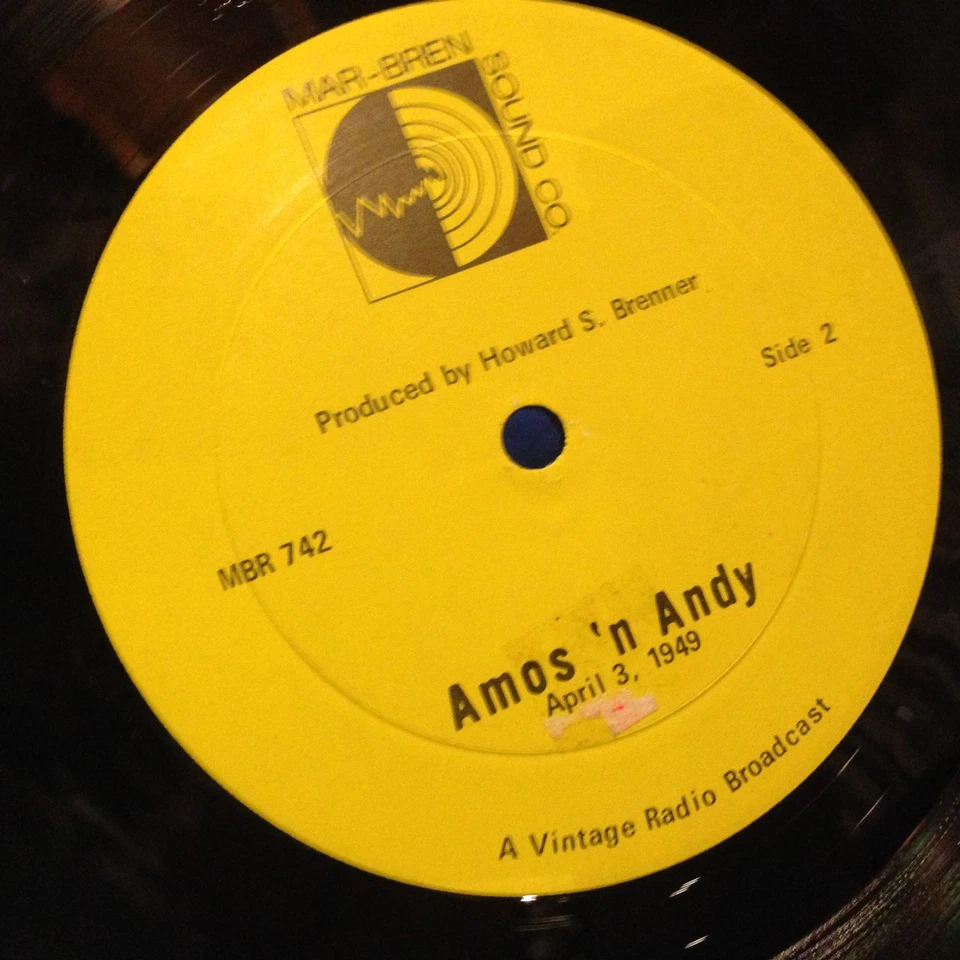 MAR-BREN
SOUND CO
Produced by Howard S. Brenner
Side 2
MBR 742
Amos 'n Andy
April 3, 1949
A Vintage Radio Broadcast